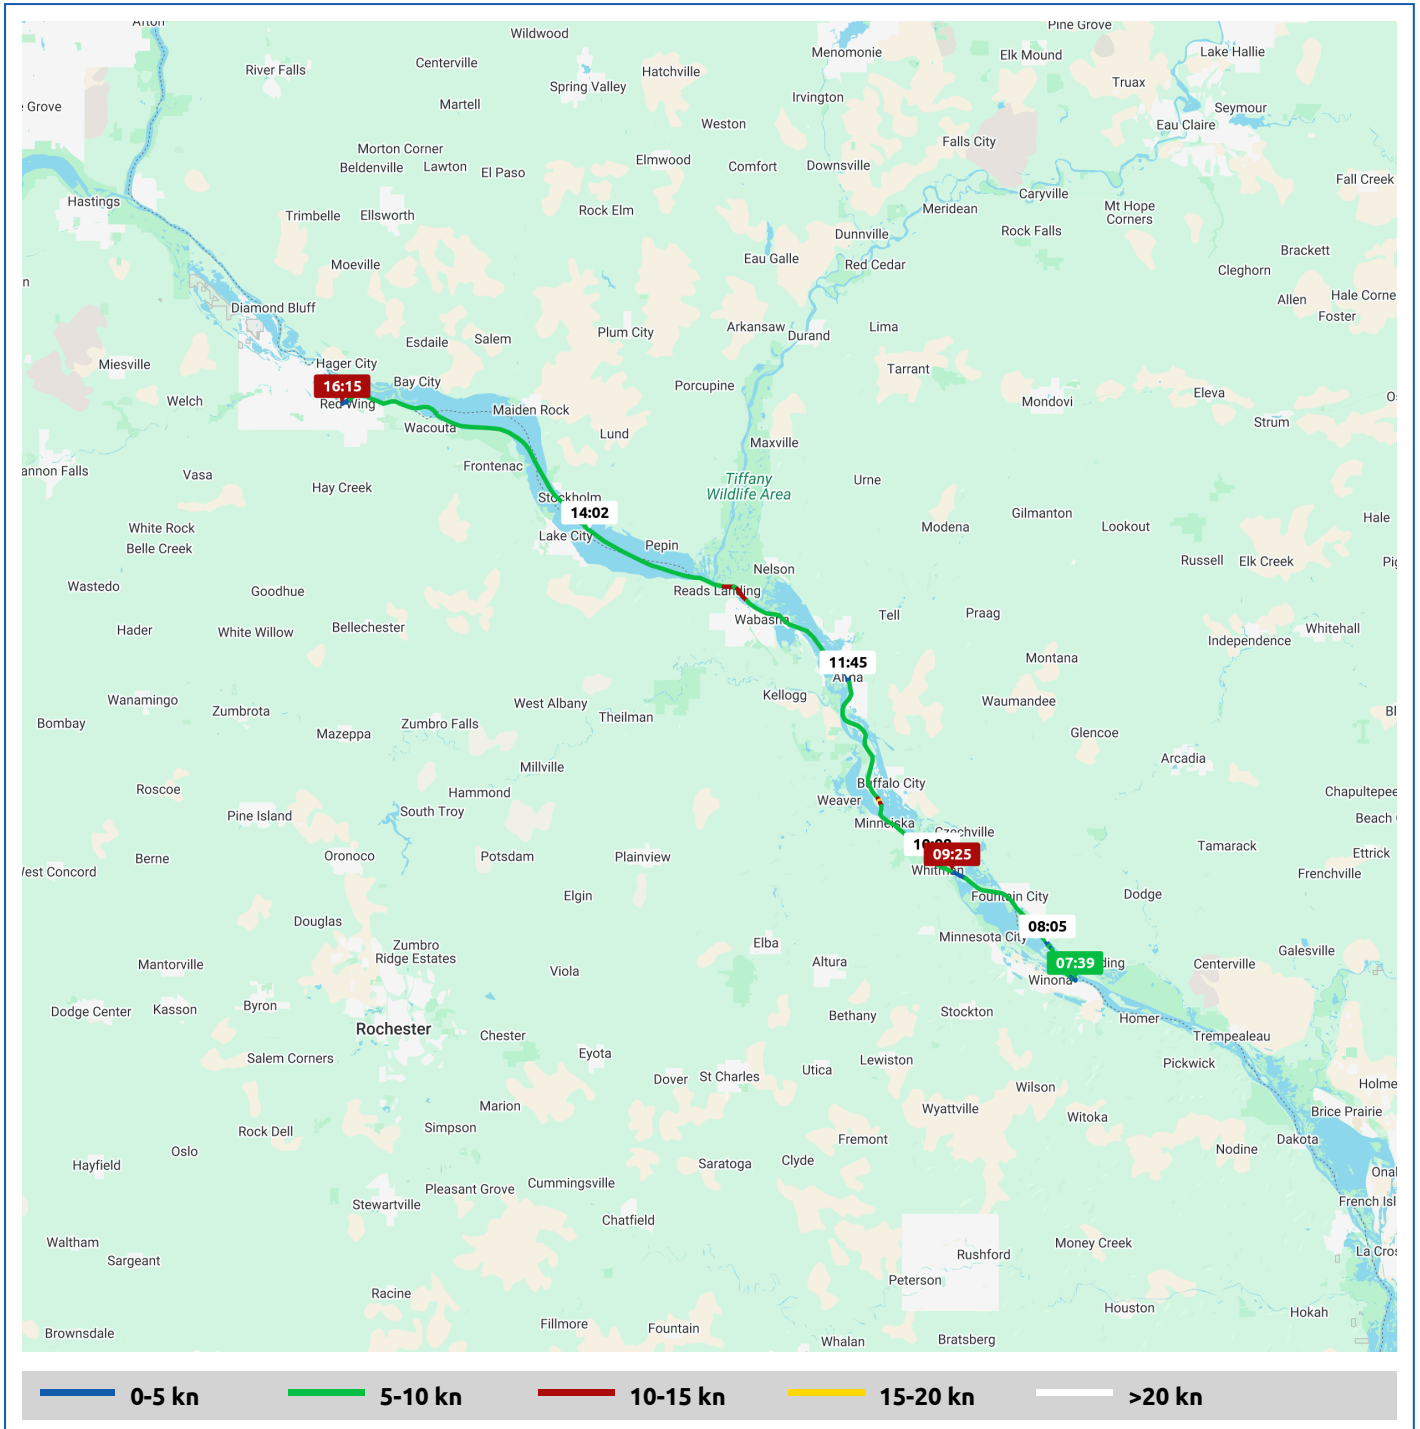 Afton
Wildwood
Pine Grove
River Falls
Centerville
Hatchville
Menomonie
Elk Mound
Lake Hallie
Spring Valley
Truax
Grove
Martell
Irvington
Seymour
Weston
Eau Claire
Morton Corner
Falls City
Beldenville
Lawton
El Paso
Elmwood
Comfort
Downsville
Fall Creek
Hastings
Caryville
Trimbelle
Ellsworth
Rock Elm
Meridean
Mt Hope
Corners
Dunnville
Rock Falls
Moeville
Eau Galle
Red Cedar
Brackett
Cleghorn
n
Diamond Bluff
Allen
Hale Corne
Foster
Esdaile
Salem
Plum City
Arkansaw
Durand
Lima
Miesville
Hager City
Tarrant
16:15
Bay City
Porcupine
Welch
Red Wing
Maiden Rock
Mondovi
Eleva
Wacouta
Lund
Strum
Maxville
Frontenac
annon Falls
Vasa
Hay Creek
Tiffany
Wildlife Area
Urne
Stockholm
14:02
Gilmanton
Hale
White Rock
Lake City
Modena
Lookout
Belle Creek
Pepin
Russell
Elk Creek
Nelson
Wastedo
Goodhue
Reads Landing
Hader
White Willow
Bellechester
Wabasha
Tell
Praag
Whitehall
Independence
11:45
Montana
Alma
Kellogg
Wanamingo
Zumbrota
West Albany
Theilman
Waumandee
Bl
Bombay
Mazeppa
Zumbro Falls
Glencoe
Millville
Arcadia
Roscoe
Hammond
Buffalo City
Weaver
Chapultepee
Pine Island
South Troy
Minneiska
Beach
Czechville
Berne
Oronoco
Potsdam
Plainview
09:25
Tamarack
Ettrick
West Concord
Whitman
Frenchville
Elgin
Fountain City
Dodge
Douglas
08:05
Zumbro
Ridge Estates
Elba
Minnesota City
Galesville
Mantorville
Viola
Altura
07:39
ding
Centerville
Winona
Dodge Center
Kasson
Byron
Bethany
Stockton
Homer
Rochester
Chester
Trempealeau
Salem Corners
Eyota
Lewiston
Pickwick
Dover
St Charles
Utica
Wilson
Holme
Marion
Wyattville
Witoka
Brice Prairie
Rock Dell
Simpson
Fremont
Dakota
Oslo
Nodine
Hayfield
Saratoga
Clyde
Onal
Pleasant Grove
Cummingsville
Stewartville
French Isl
Chatfield
Waltham
Money Creek
La Cros
Sargeant
Rushford
Peterson
Racine
Houston
Hokah
Brownsdale
Fillmore
Fountain
Whalan
Bratsberg
0-5 kn
5-10 kn
10-15 kn
15-20 kn
>20 kn